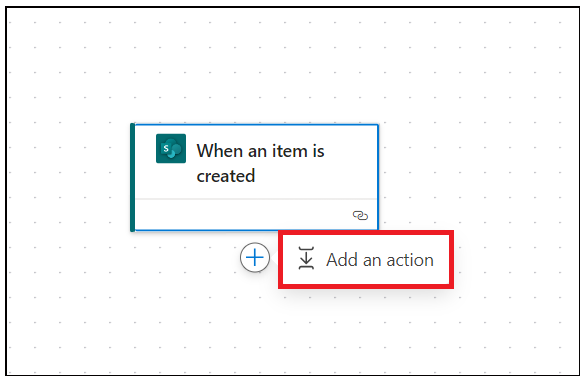 When an item is
created
Add an action